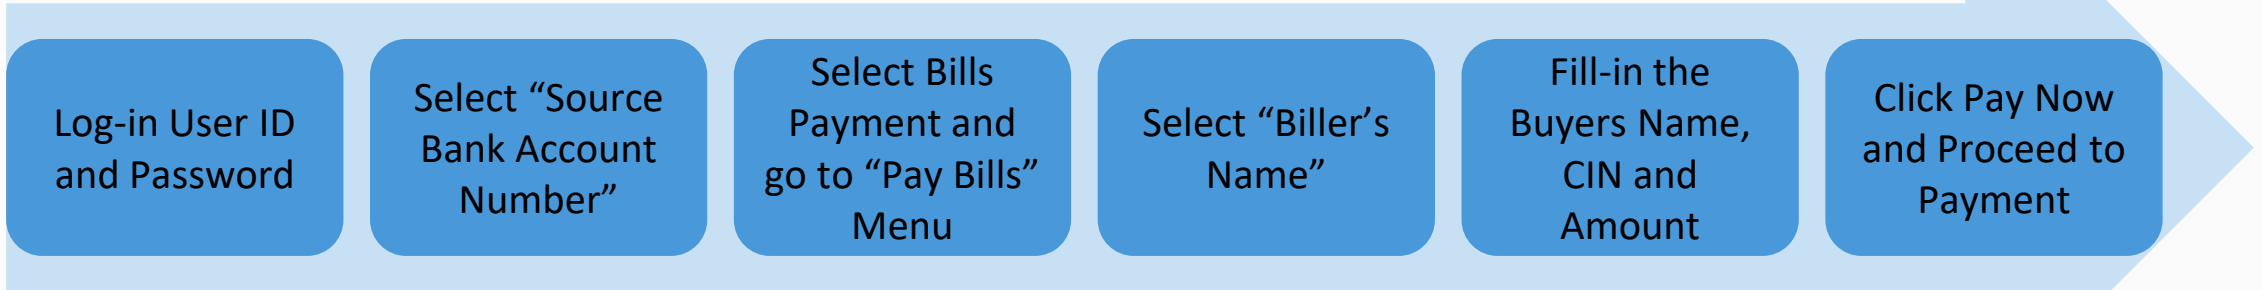 Log-in User ID
and Password
Select “Source
Bank Account
Number”
Select Bills
Payment and
go to “Pay Bills”
Menu
Select “Biller’s
Name”
Fill-in the
Buyers Name,
CIN and
Amount
Click Pay Now
and Proceed to
Payment